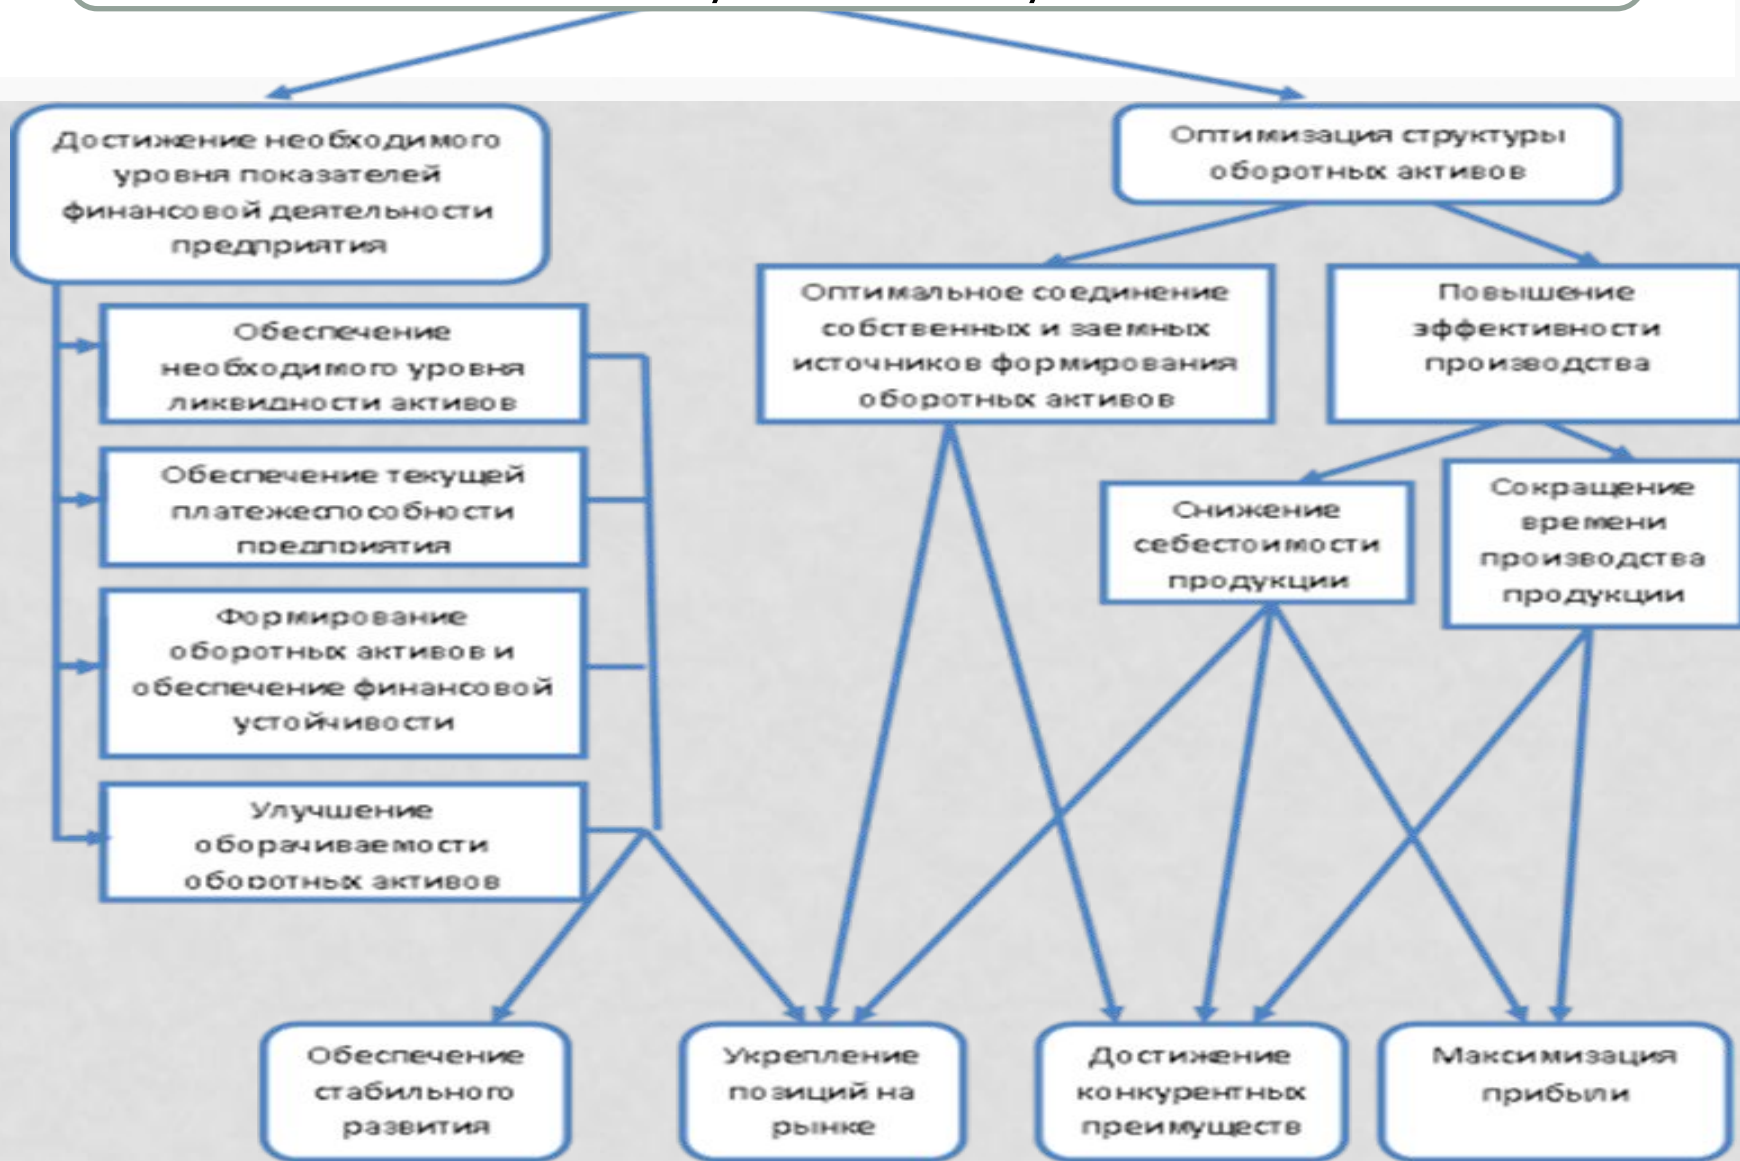 Достижение необходимого
уровня показателей
финансовой деятельности
предприятия
Оптимизация структуры
оборотных активов
Обеспечение
необходимого уровня
ликвидности активов
Оптимальное соединение
собственных и заемных
источников формирования
оборотных активов
Повышение
эффективности
производства
Обеспечение текущей
платежеспособности
предприятия
Снижение
себестоимости
продукции
Сокращение
времени
производства
продукции
Формирование
оборотных активов и
обеспечение финансовой
устойчивости
Улучшение
оборачиваемости
оборотных активов
Обеспечение
стабильного
развития
Укрепление
позиций на
рынке
Достижение
конкурентных
преимуществ
Максимизация
прибыли